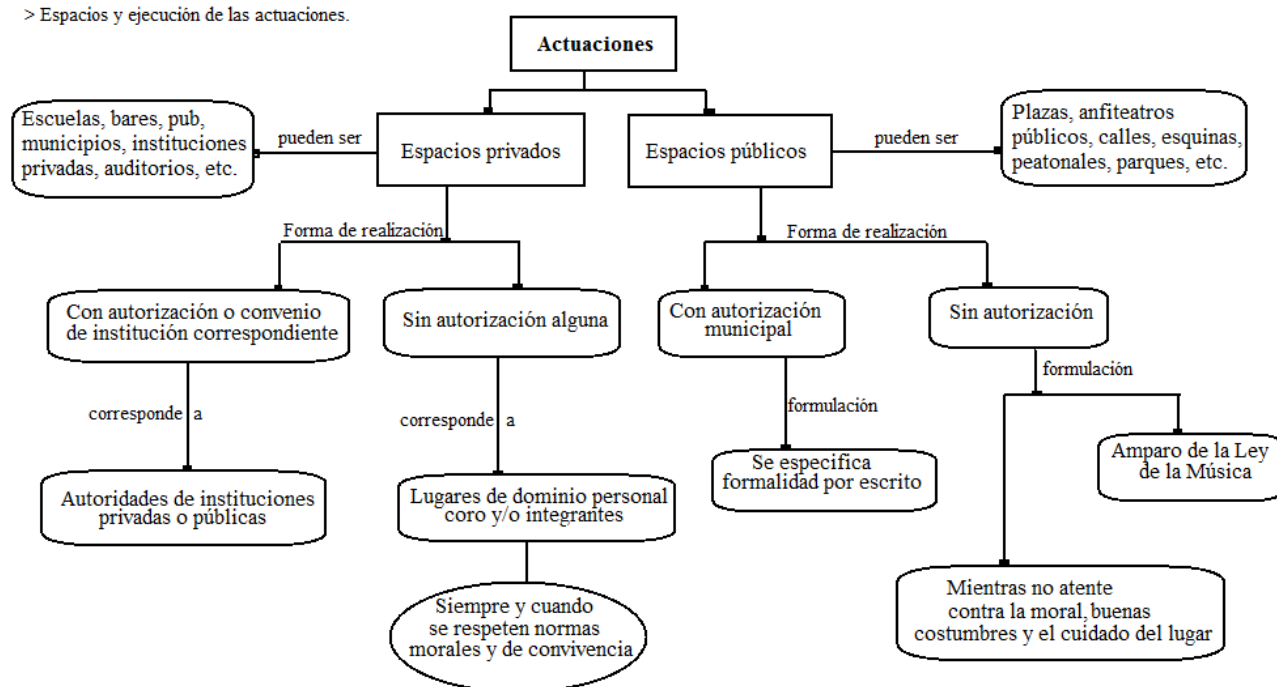 > Espacios y ejecución de las actuaciones.
Actuaciones
Escuelas, bares, pub,
municipios, instituciones
privadas, auditorios, etc.
pueden ser
Espacios privados
Espacios públicos
pueden ser
Plazas, anfiteatros
públicos, calles, esquinas,
peatonales, parques, etc.
Forma de realización
Forma de realización
Con autorización o convenio
de institución correspondiente
Sin autorización alguna
Con autorización
municipal
Sin autorización
corresponde a
corresponde a
formulación
formulación
Autoridades de instituciones
privadas o públicas
Lugares de dominio personal
coro y/o integrantes
Se especifica
formalidad por escrito
Amparo de la Ley
de la Música
Siempre y cuando
se respeten normas
morales y de convivencia
Mientras no atente
contra la moral, buenas
costumbres y el cuidado del lugar